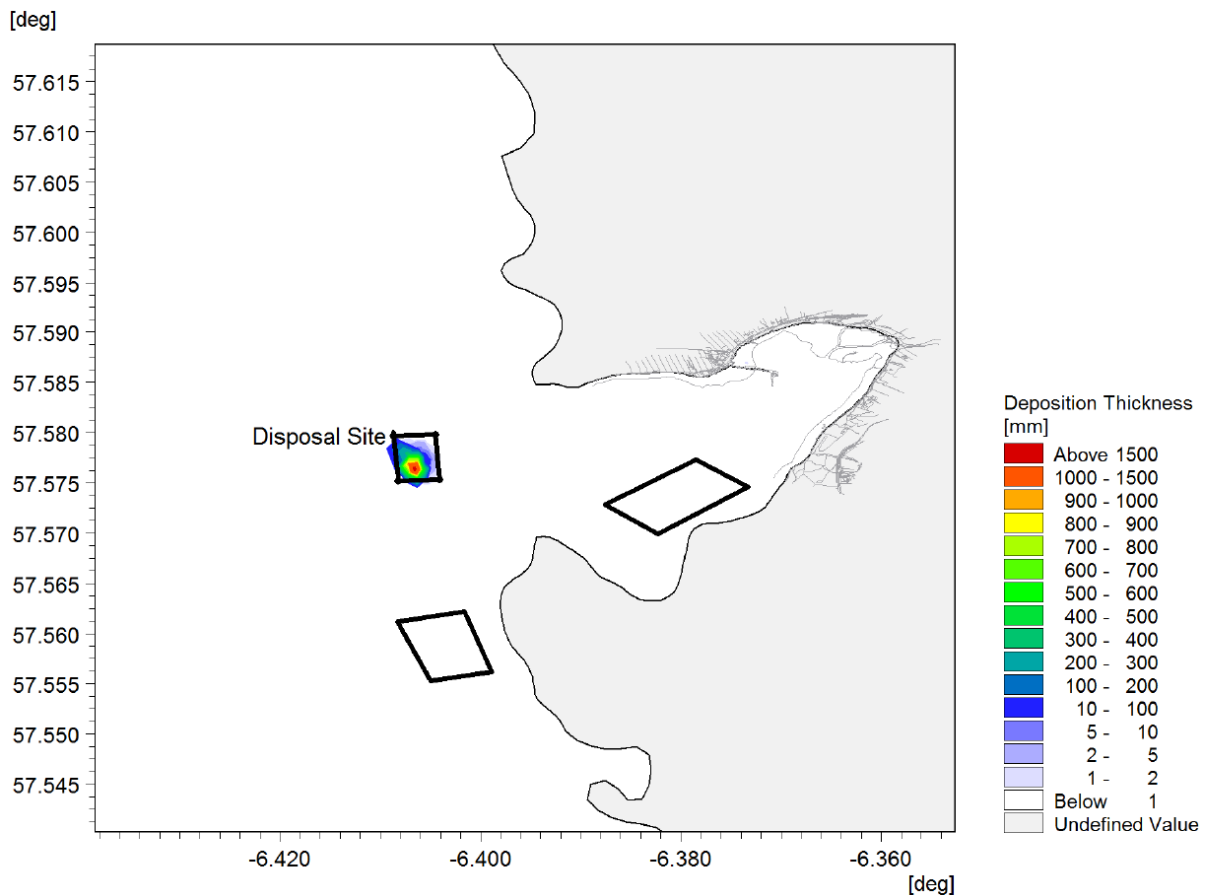 [deg]
57.615
57.610
57.605
57.600
57.595
57.590
57.585
57.580
57.575
57.570
57.565
57.560
57.555
57.550
57.545
Disposal Site
-6.420 -6.400 -6.380 -6.360
[deg]
Deposition Thickness
[mm]
Above 1500
1000 - 1500
900 - 1000
800 - 900
700 - 800
600 - 700
500 - 600
400 - 500
300 - 400
200 - 300
100 - 200
10 - 100
5 - 10
2 - 5
1 - 2
Below 1
Undefined Value